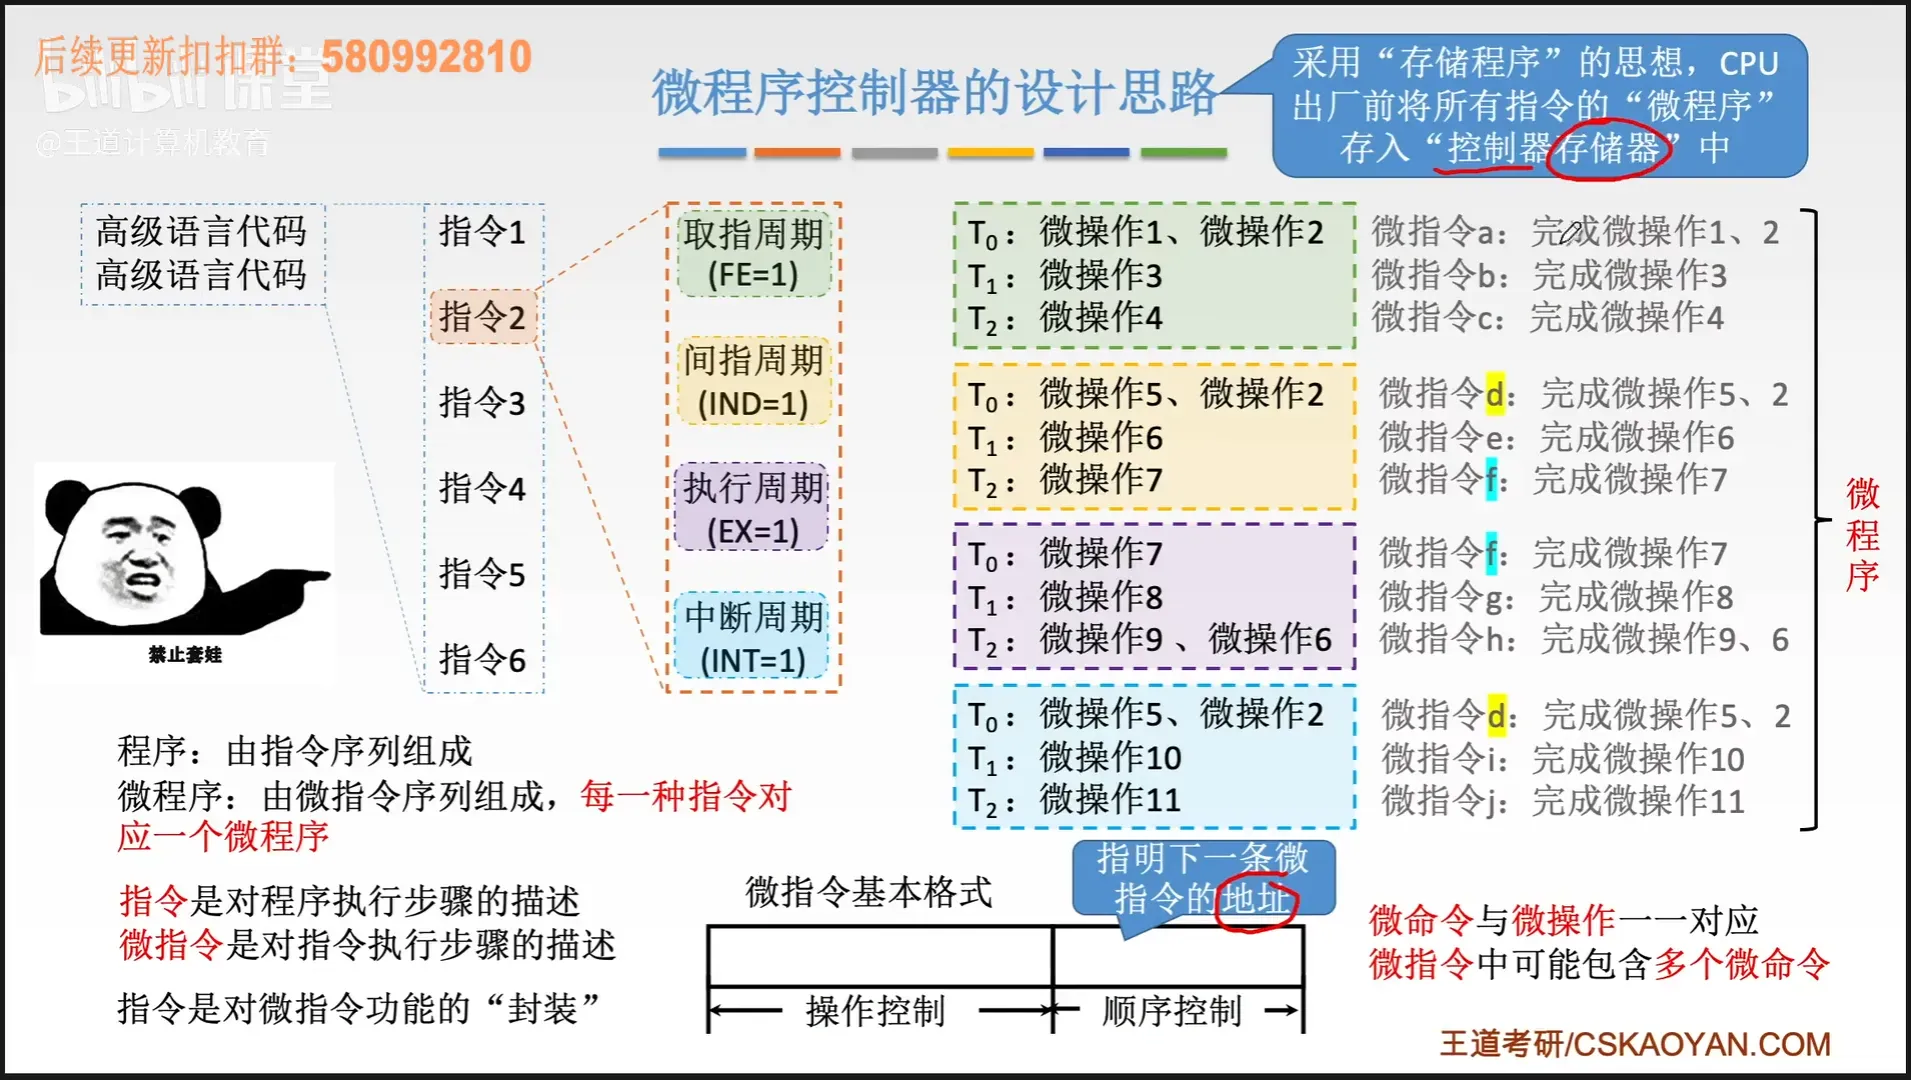 后续更新扣扣群：580992810
bilibili 课堂
@王道计算机教育
微程序控制器的设计思路
采用“存储程序”的思想，CPU
出厂前将所有指令的“微程序”
存入“控制器存储器”中
高级语言代码
高级语言代码
指令1
指令2
指令3
指令4
指令5
指令6
取指周期
(FE=1)
间指周期
(IND=1)
执行周期
(EX=1)
中断周期
(INT=1)
T0：微操作1、微操作2
T1：微操作3
T2：微操作4
T0：微操作5、微操作2
T1：微操作6
T2：微操作7
T0：微操作7
T1：微操作8
T2：微操作9 、微操作6
T0：微操作5、微操作2
T1：微操作10
T2：微操作11
微指令a：完成微操作1、2
微指令b：完成微操作3
微指令c：完成微操作4
微指令d：完成微操作5、2
微指令e：完成微操作6
微指令f：完成微操作7
微指令f：完成微操作7
微指令g：完成微操作8
微指令h：完成微操作9、6
微指令d：完成微操作5、2
微指令i：完成微操作10
微指令j：完成微操作11
微程序
禁止套娃
程序：由指令序列组成
微程序：由微指令序列组成，每一种指令对
应一个微程序
指令是对程序执行步骤的描述
微指令是对指令执行步骤的描述
指令是对微指令功能的“封装”
微指令基本格式
指明下一条微
指令的地址
操作控制
顺序控制
微命令与微操作一一对应
微指令中可能包含多个微命令
王道考研/CSKAOYAN.COM